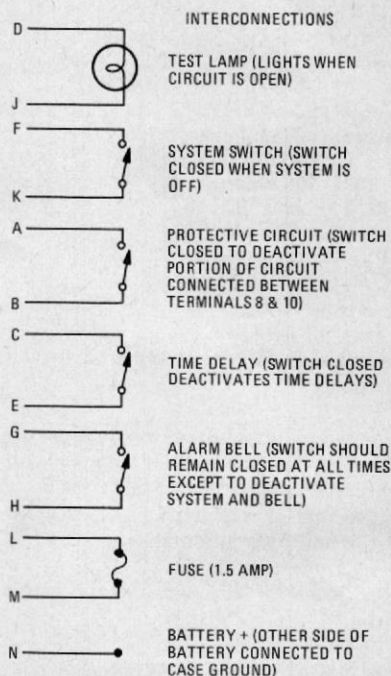 INTERCONNECTIONS
D
TEST LAMP (LIGHTS WHEN
CIRCUIT IS OPEN)
J
F
SYSTEM SWITCH (SWITCH
CLOSED WHEN SYSTEM IS
OFF)
K
A
PROTECTIVE CIRCUIT (SWITCH
CLOSED TO DEACTIVATE
PORTION OF CIRCUIT
CONNECTED BETWEEN
TERMINALS 8 & 10)
B
C
TIME DELAY (SWITCH CLOSED
DEACTIVATES TIME DELAYS)
E
G
ALARM BELL (SWITCH SHOULD
REMAIN CLOSED AT ALL TIMES
EXCEPT TO DEACTIVATE
SYSTEM AND BELL)
H
L
FUSE (1.5 AMP)
M
BATTERY + (OTHER SIDE OF
N
BATTERY CONNECTED TO
CASE GROUND)